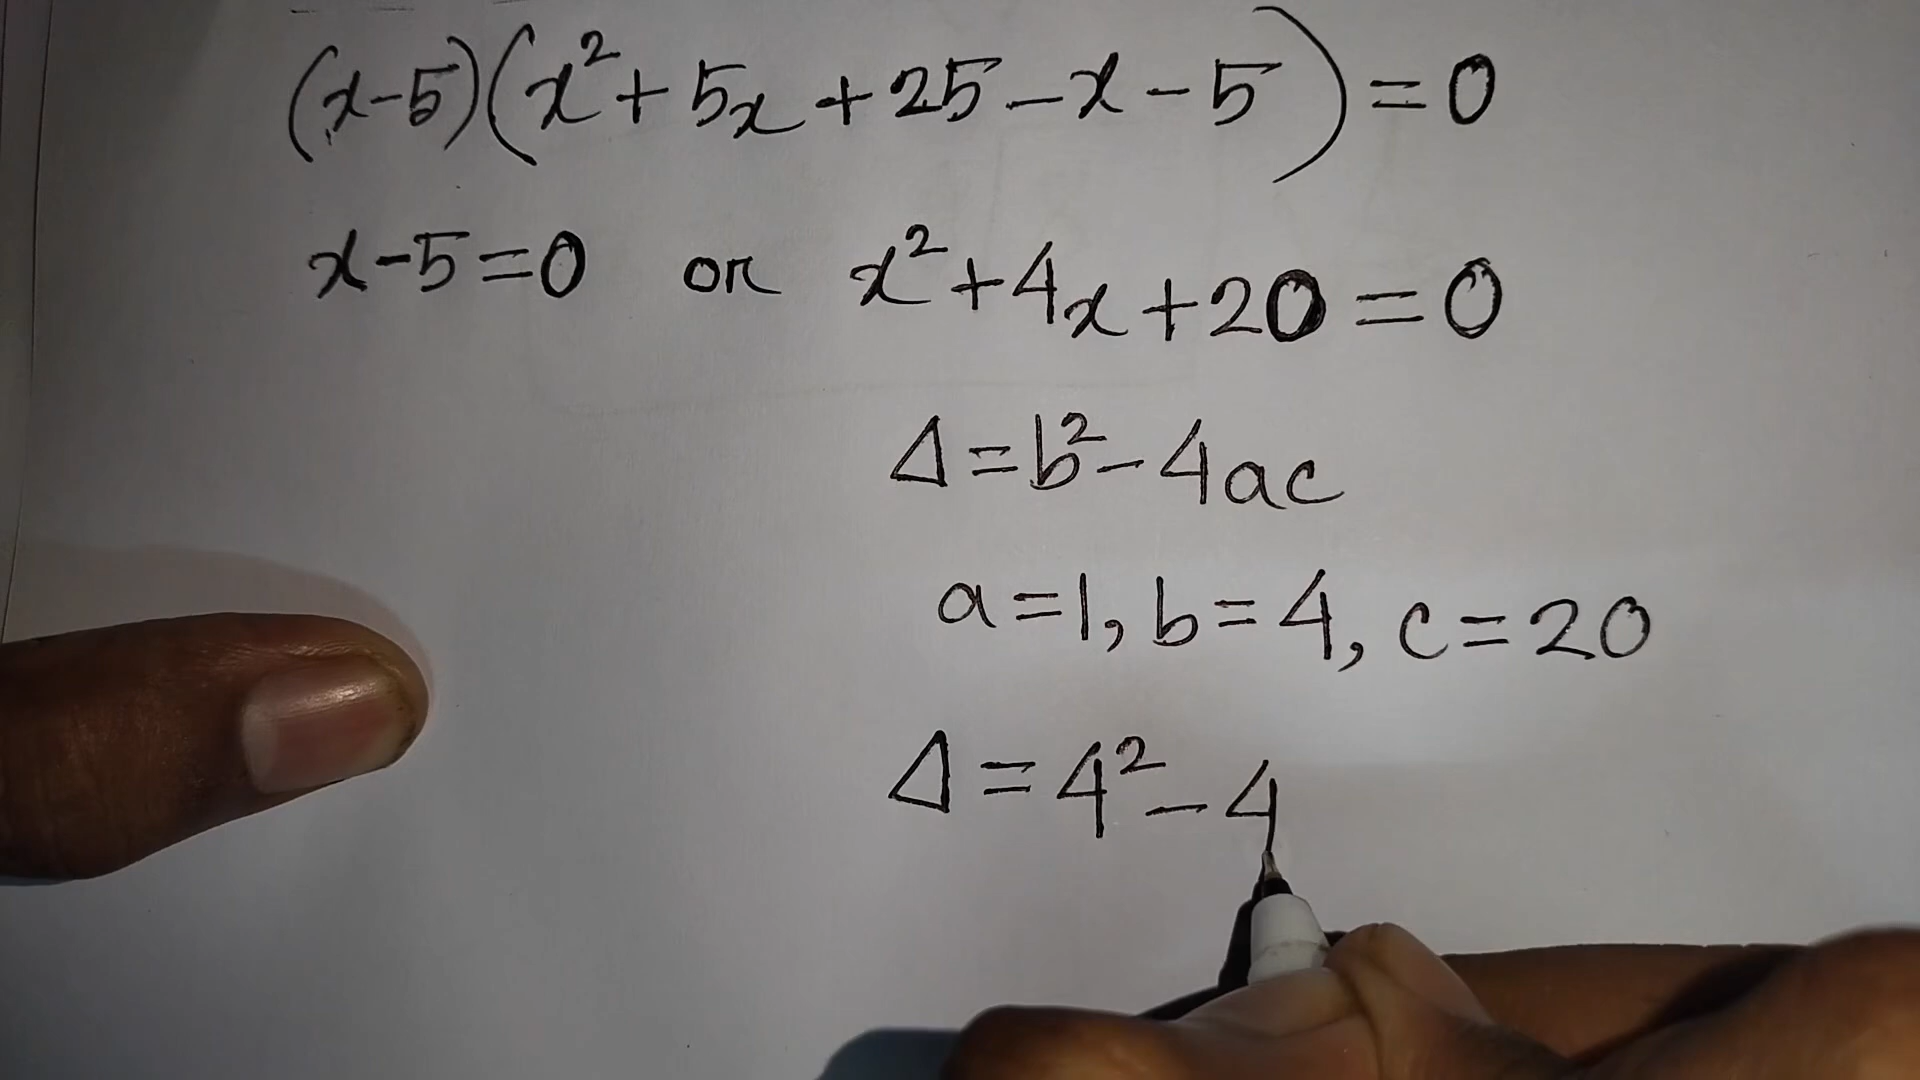 (x-5)(x²+5x+25-x-5)=0
x-5=0 or x²+4x+20=0
Δ=b²-4ac
a=1, b=4, c=20
Δ=4²-4